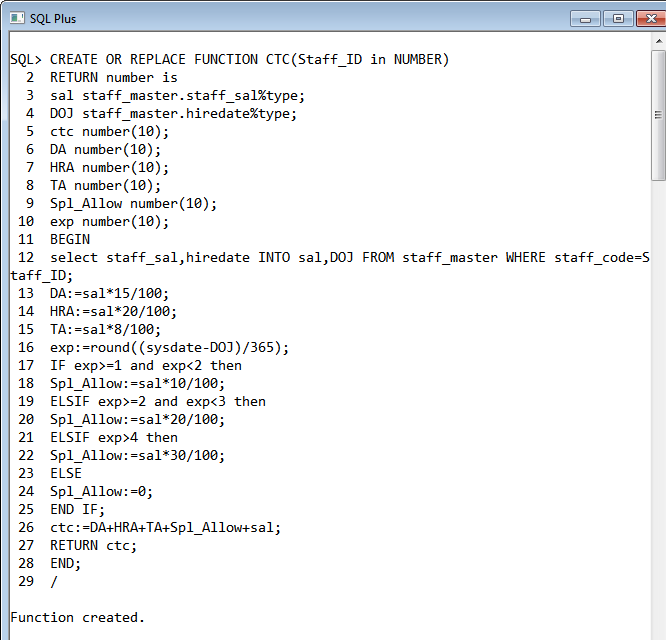 SQL Plus
SQL> CREATE OR REPLACE FUNCTION CTC(Staff_ID in NUMBER)
2 RETURN number is
3 sal staff_master.staff_sal%type;
4 DOJ staff_master.hiredate%type;
5 ctc number(10);
6 DA number(10);
7 HRA number(10);
8 TA number(10);
9 Spl_Allow number(10);
10 exp number(10);
11 BEGIN
12 select staff_sal,hiredate INTO sal,DOJ FROM staff_master WHERE staff_code=S
taff_ID;
13 DA:=sal*15/100;
14 HRA:=sal*20/100;
15 TA:=sal*8/100;
16 exp:=round((sysdate-DOJ)/365);
17 IF exp>=1 and exp<2 then
18 Spl_Allow:=sal*10/100;
19 ELSIF exp>=2 and exp<3 then
20 Spl_Allow:=sal*20/100;
21 ELSIF exp>4 then
22 Spl_Allow:=sal*30/100;
23 ELSE
24 Spl_Allow:=0;
25 END IF;
26 ctc:=DA+HRA+TA+Spl_Allow+sal;
27 RETURN ctc;
28 END;
29 /
Function created.